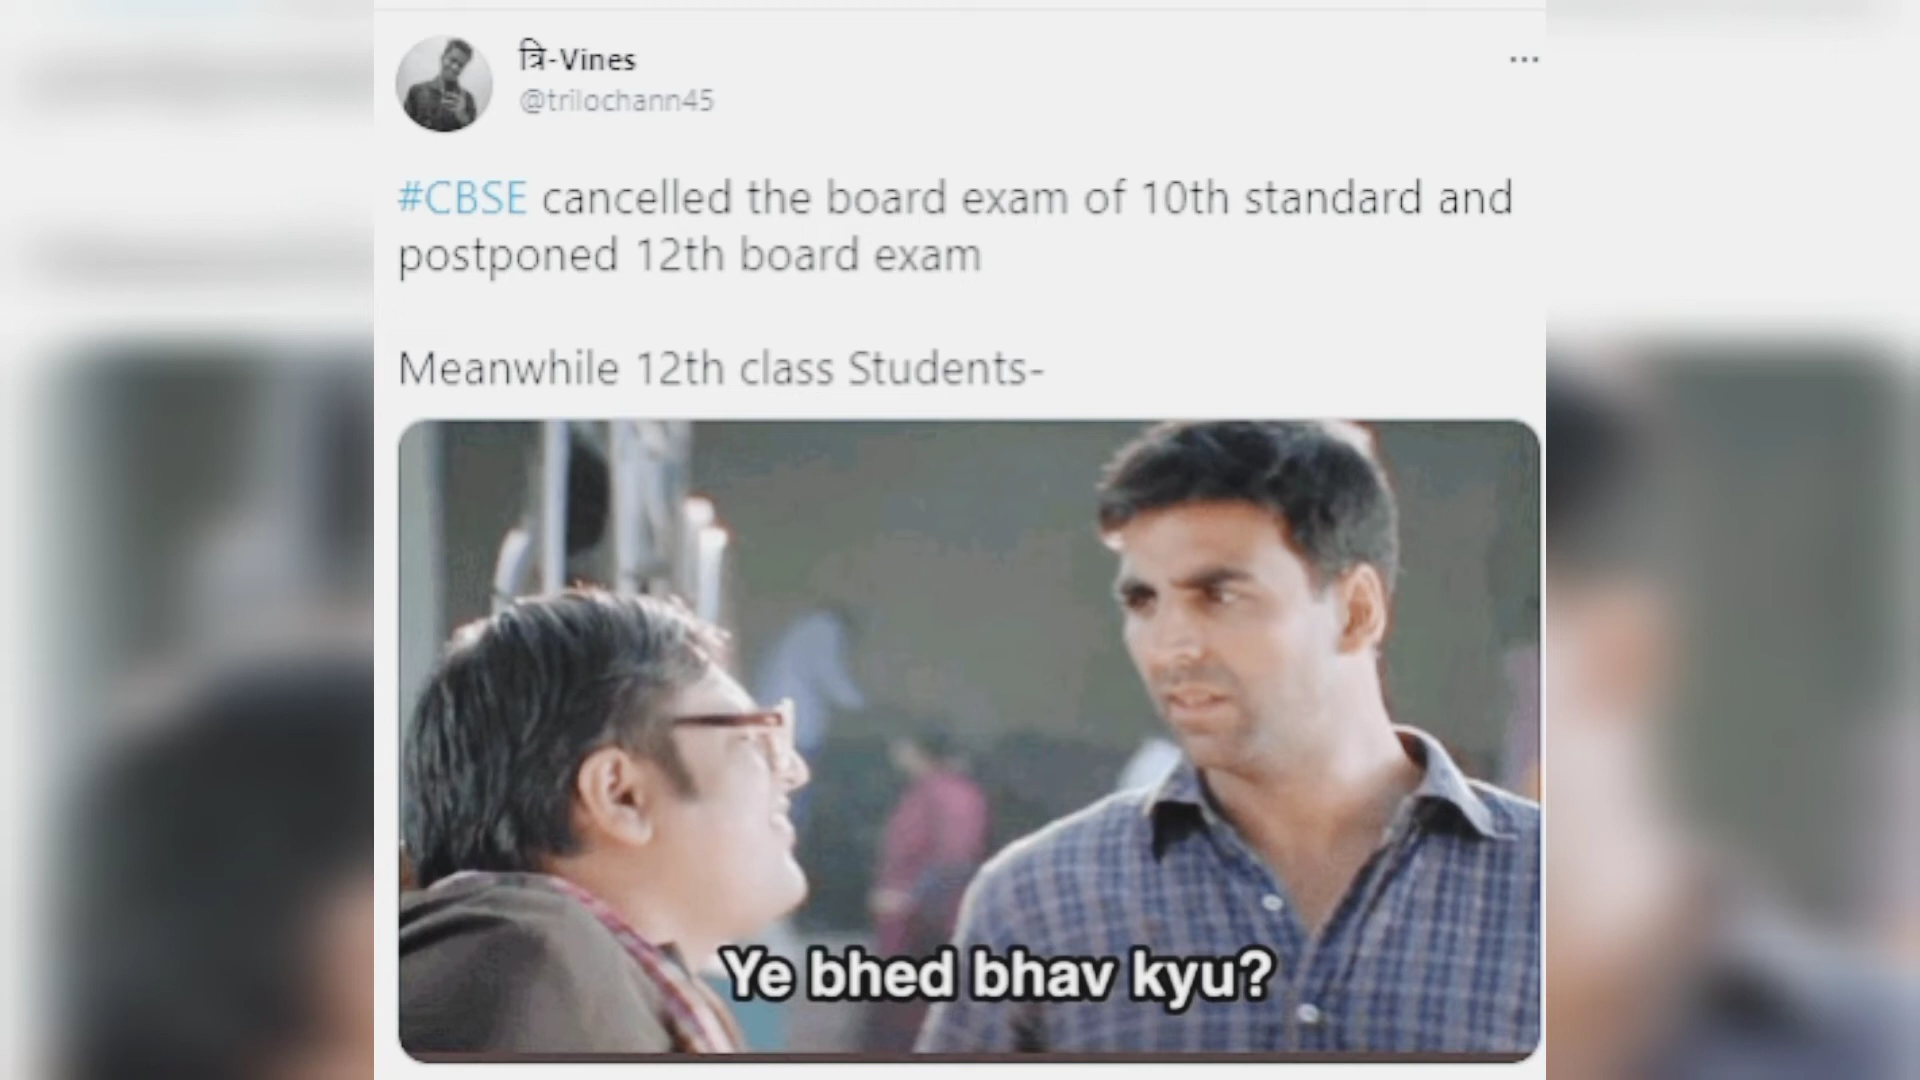 त्रि-Vines
@trilochann45
#CBSE cancelled the board exam of 10th standard and
postponed 12th board exam
Meanwhile 12th class Students-
Ye bhed bhav kyu?